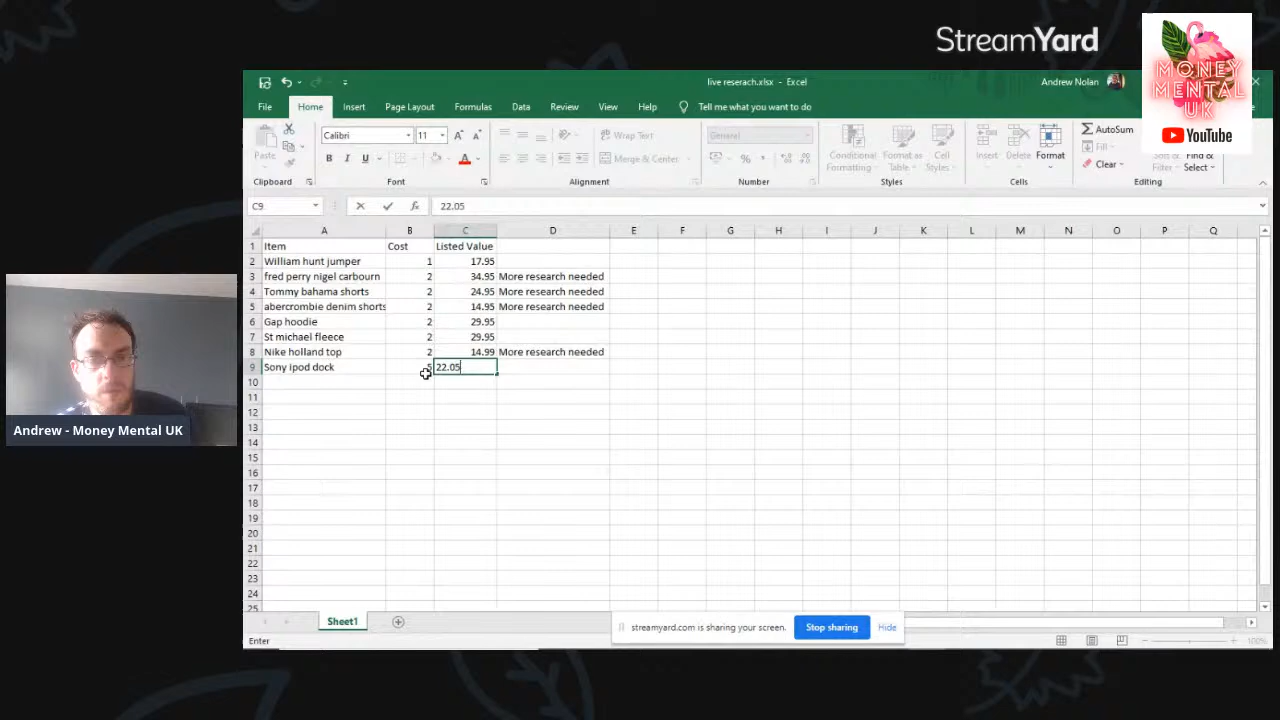 StreamYard
MONEY
MENTAL
UK
YouTube
live reserach.xlsx - Excel
Andrew Nolan
File Home Insert Page Layout Formulas Data Review View Help Tell me what you want to do
Calibri 11
Wrap Text
General
AutoSum
Paste
B I U
Merge & Center
%
Conditional Formatting
Format as Table
Cell Styles
Insert Delete Format
Fill
Clear
Find & Select
Clipboard Font Alignment Number Styles Cells Editing
C9 fx 22.05
A B C D E F G H I J K L M N O P Q
1 Item Cost Listed Value
2 William hunt jumper 1 17.95
3 fred perry nigel carbourn 2 34.95 More research needed
4 Tommy bahama shorts 2 24.95 More research needed
5 abercrombie denim shorts 2 14.95 More research needed
6 Gap hoodie 2 29.95
7 St michael fleece 2 29.95
8 Nike holland top 2 14.99 More research needed
9 Sony ipod dock 5 22.05
10
11
12
13
14
15
16
17
18
19
20
21
22
23
24
25
Andrew - Money Mental UK
Sheet1
streamyard.com is sharing your screen. Stop sharing Hide
Enter
100%